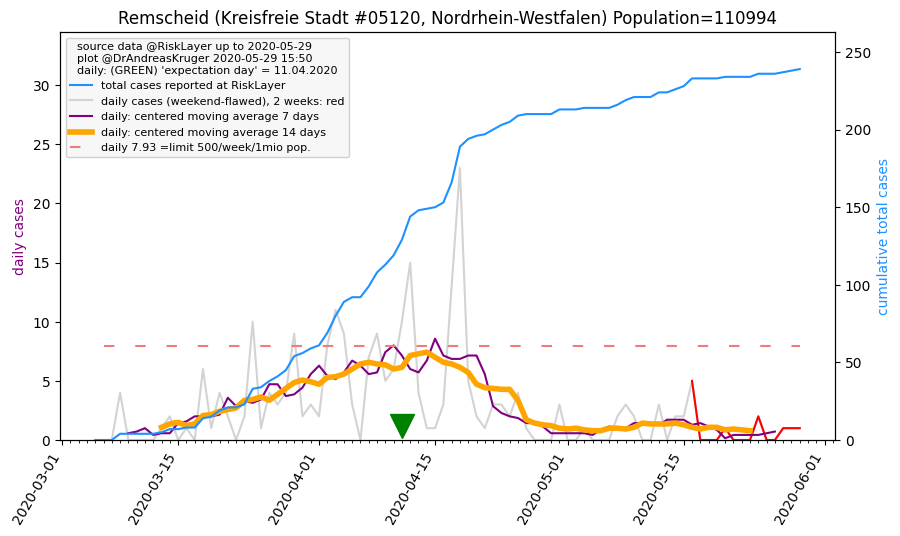 Remscheid (Kreisfreie Stadt #05120, Nordrhein-Westfalen) Population=110994
source data @RiskLayer up to 2020-05-29
plot @DrAndreasKruger 2020-05-29 15:50
daily: (GREEN) 'expectation day' = 11.04.2020
total cases reported at RiskLayer
daily cases (weekend-flawed), 2 weeks: red
daily: centered moving average 7 days
daily: centered moving average 14 days
daily 7.93 =limit 500/week/1mio pop.
daily cases
30
25
20
15
10
5
0
250
200
150
100
50
0
cumulative total cases
2020-03-01
2020-03-15
2020-04-01
2020-04-15
2020-05-01
2020-05-15
2020-06-01